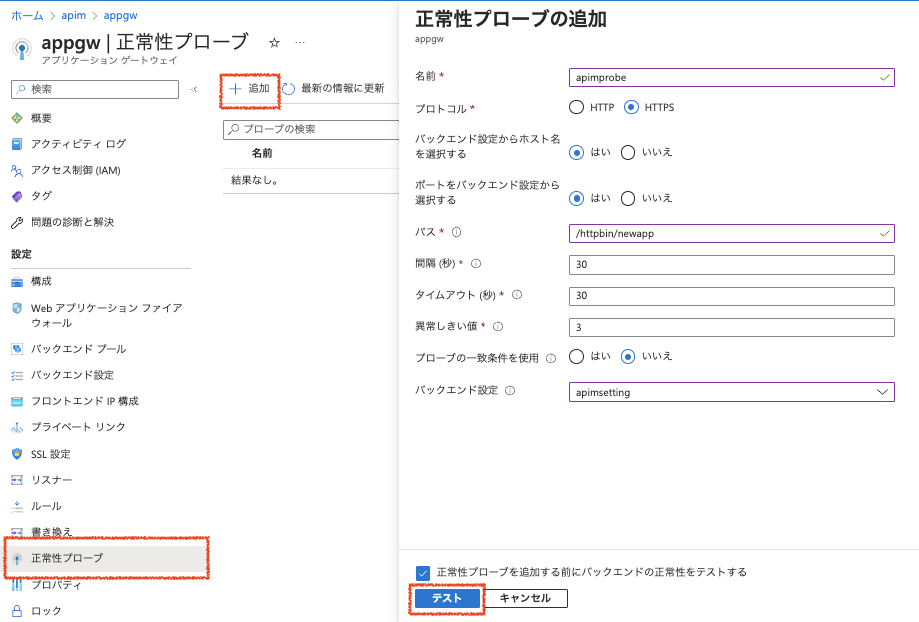 ホーム > apim > appgw
appgw | 正常性プローブ ☆ …
アプリケーション ゲートウェイ
検索 «
概要
アクティビティ ログ
アクセス制御 (IAM)
タグ
問題の診断と解決
設定
構成
Web アプリケーション ファイア
ウォール
バックエンド プール
バックエンド設定
フロントエンド IP 構成
プライベート リンク
SSL 設定
リスナー
ルール
書き換え
正常性プローブ
プロパティ
ロック
+ 追加 最新の情報に更新
プローブの検索
名前
結果なし。
正常性プローブの追加
appgw
名前 * apimprobe
プロトコル * HTTP HTTPS
バックエンド設定からホスト名
を選択する はい いいえ
ポートをバックエンド設定から
選択する はい いいえ
パス * /httpbin/newapp
間隔 (秒) * 30
タイムアウト (秒) * 30
異常しきい値 * 3
プローブの一致条件を使用 はい いいえ
バックエンド設定 apimsetting
正常性プローブを追加する前にバックエンドの正常性をテストする
テスト キャンセル